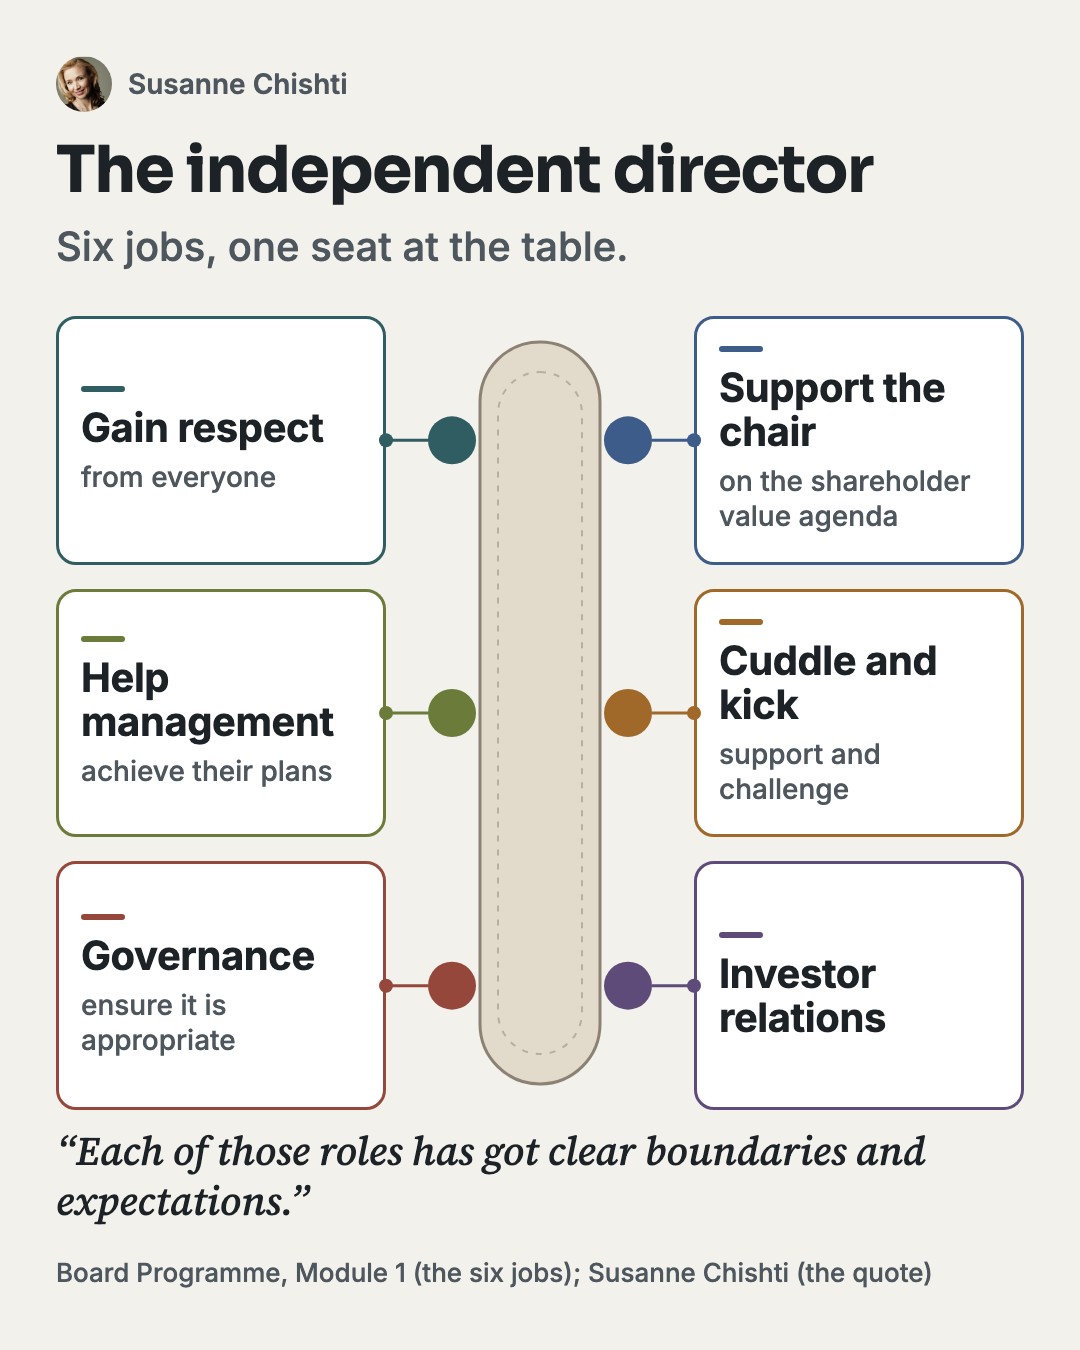 Susanne Chishti
The independent director
Six jobs, one seat at the table.
Gain respect
from everyone
Support the
chair
on the shareholder
value agenda
Help
management
achieve their plans
Cuddle and
kick
support and
challenge
Governance
ensure it is
appropriate
Investor
relations
“Each of those roles has got clear boundaries and
expectations.”
Board Programme, Module 1 (the six jobs); Susanne Chishti (the quote)